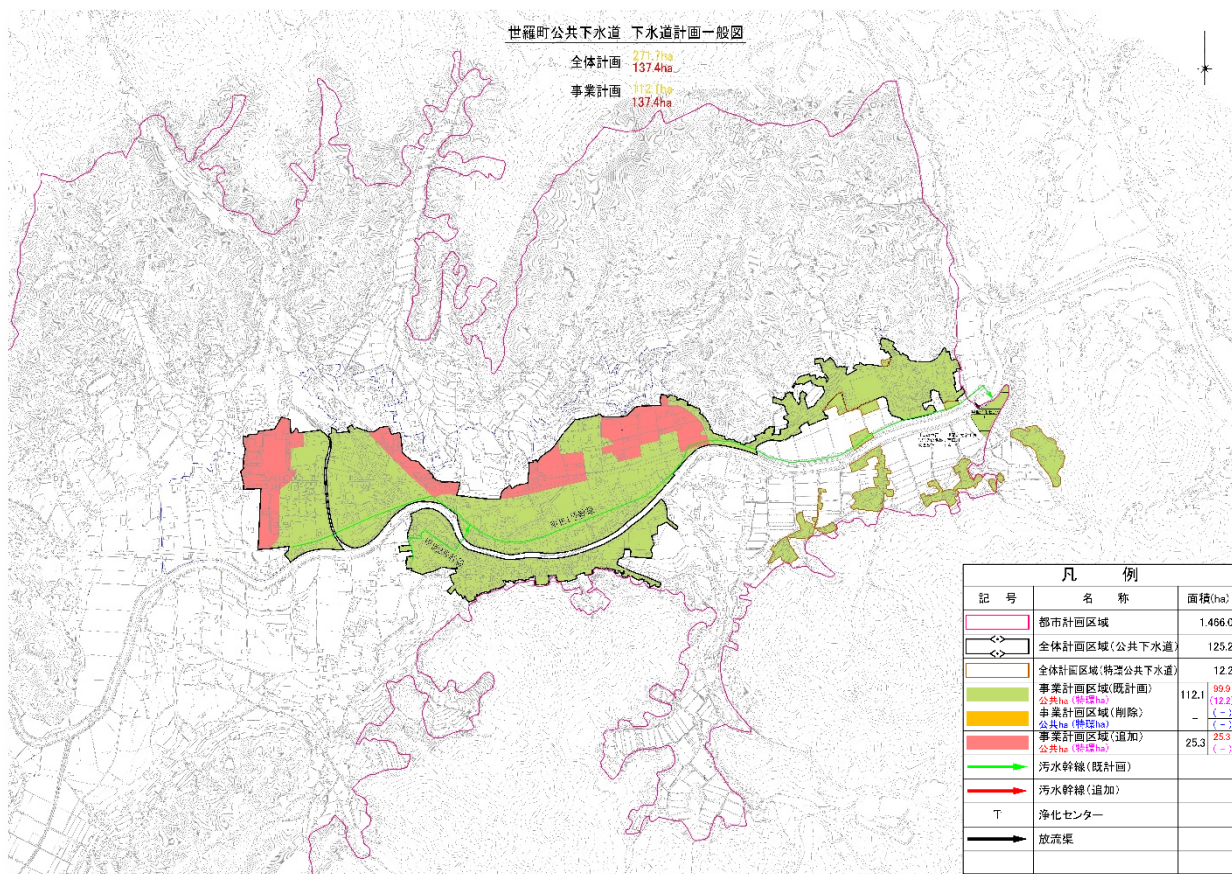 世羅町公共下水道 下水道計画一般図
全体計画 271.7ha
137.4ha
事業計画 112.1ha
137.4ha
凡 例
記 号 名 称 面積(ha)
都市計画区域 1,466.0
全体計画区域(公共下水道) 125.2
全体計画区域(特環公共下水道) 12.2
事業計画区域(既計画) 112.1 99.9
公共ha (特環ha) (12.2)
事業計画区域(削除) - (-)
公共ha (特環ha) (-)
事業計画区域(追加) 25.3 25.3
公共ha (特環ha) (-)
汚水幹線(既計画)
汚水幹線(追加)
T 浄化センター
放流渠